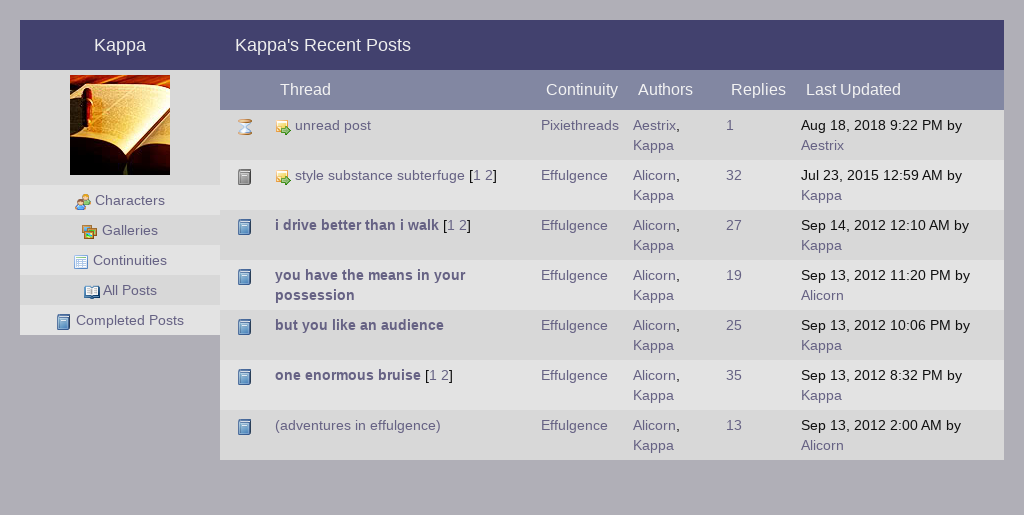 Kappa
Kappa's Recent Posts
Characters
Galleries
Continuities
All Posts
Completed Posts
Thread Continuity Authors Replies Last Updated
unread post Pixiethreads Aestrix, 1 Aug 18, 2018 9:22 PM by
Kappa Aestrix
style substance subterfuge [1 2] Effulgence Alicorn, 32 Jul 23, 2015 12:59 AM by
Kappa Kappa
i drive better than i walk [1 2] Effulgence Alicorn, 27 Sep 14, 2012 12:10 AM by
Kappa Kappa
you have the means in your Effulgence Alicorn, 19 Sep 13, 2012 11:20 PM by
possession Kappa Alicorn
but you like an audience Effulgence Alicorn, 25 Sep 13, 2012 10:06 PM by
Kappa Kappa
one enormous bruise [1 2] Effulgence Alicorn, 35 Sep 13, 2012 8:32 PM by
Kappa Kappa
(adventures in effulgence) Effulgence Alicorn, 13 Sep 13, 2012 2:00 AM by
Kappa Alicorn